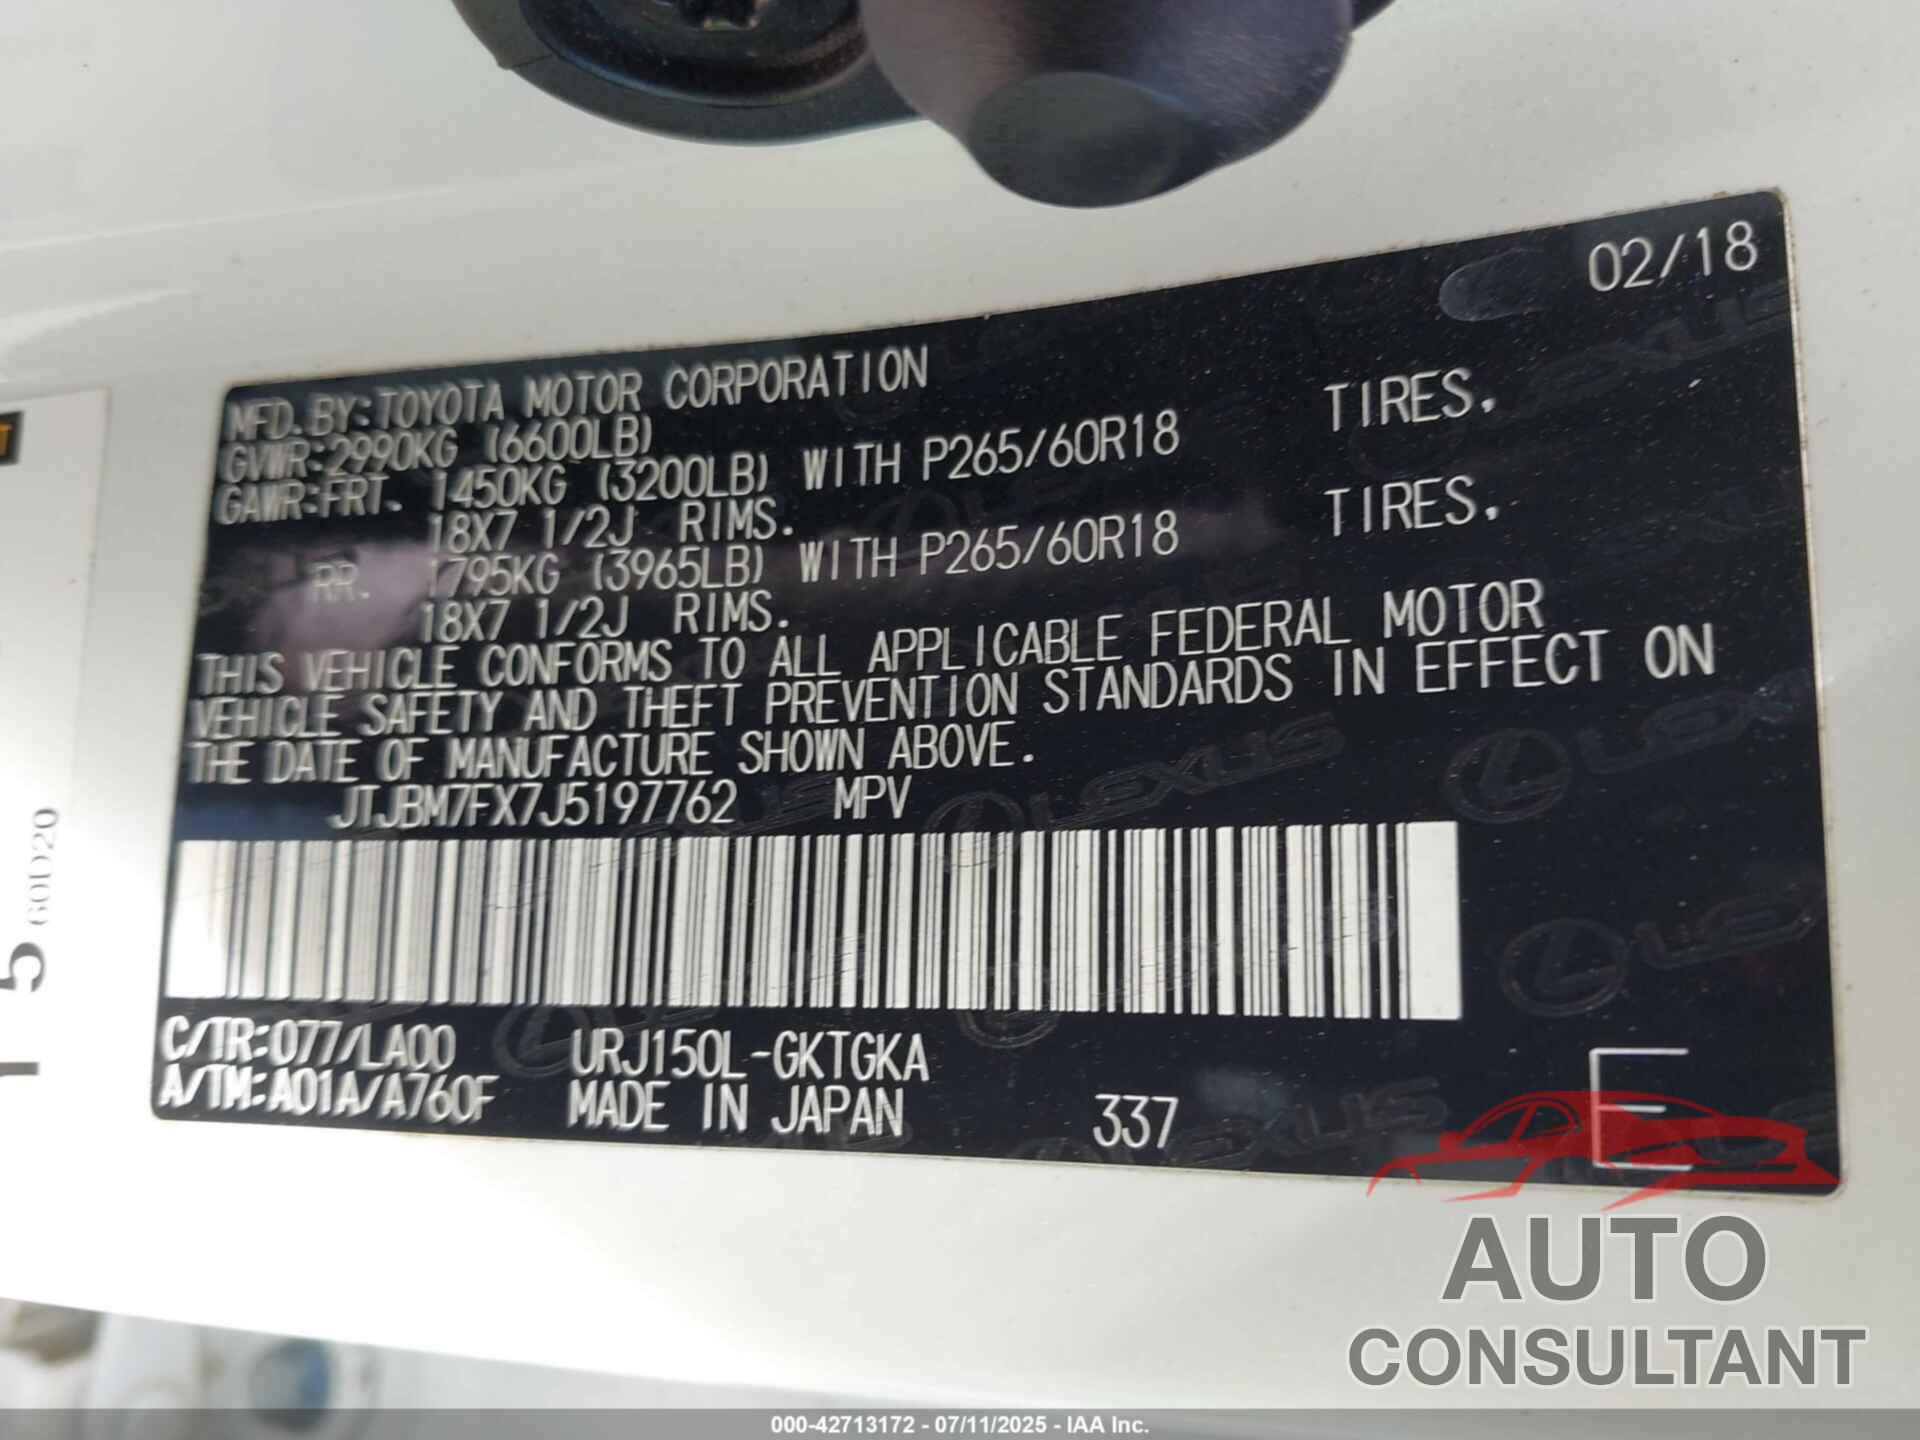 02/18
MFD. BY:TOYOTA MOTOR CORPORATION
GVWR:2990KG (6600LB)
GAWR:FRT. 1450KG (3200LB) WITH P265/60R18 TIRES,
18X7 1/2J RIMS.
RR. 1795KG (3965LB) WITH P265/60R18 TIRES,
18X7 1/2J RIMS.
THIS VEHICLE CONFORMS TO ALL APPLICABLE FEDERAL MOTOR
VEHICLE SAFETY AND THEFT PREVENTION STANDARDS IN EFFECT ON
THE DATE OF MANUFACTURE SHOWN ABOVE.
JTJBM7FX7J5197762 MPV
C/TR:077/LA00 URJ150L-GKTGKA
A/TM:A01A/A760F MADE IN JAPAN 337 E
60D20
5
LEXUS
AUTO
CONSULTANT
000-42713172 - 07/11/2025 - IAA Inc.